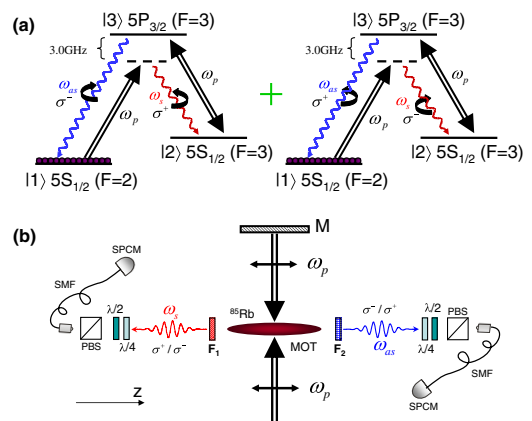 (a)
|3⟩ 5P3/2 (F=3)
|3⟩ 5P3/2 (F=3)
3.0GHz
3.0GHz
ωas
σ−
ωp
ωs
σ+
ωp
+
ωas
σ+
ωp
ωs
σ−
ωp
|2⟩ 5S1/2 (F=3)
|2⟩ 5S1/2 (F=3)
|1⟩ 5S1/2 (F=2)
|1⟩ 5S1/2 (F=2)
(b)
M
SPCM
SMF
ωp
λ/2
ωs
85Rb
σ−/σ+
λ/2
PBS
PBS
λ/4
σ+/σ−
F1
MOT
F2
ωas
λ/4
SMF
ωp
Z
SPCM